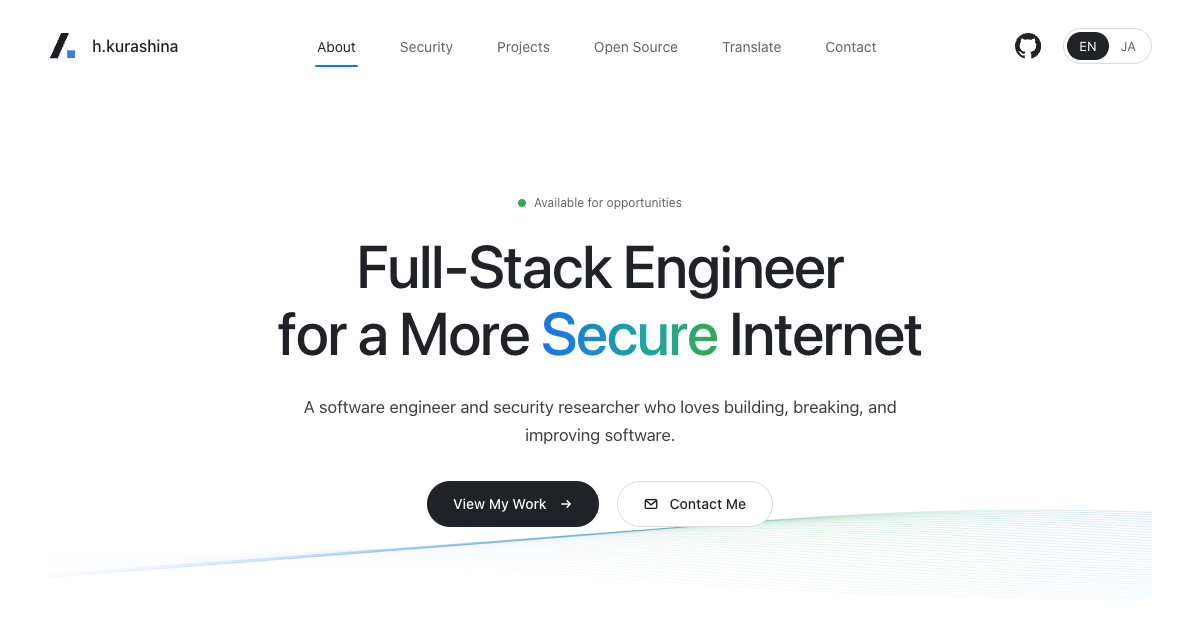 h.kurashina
About
Security
Projects
Open Source
Translate
Contact
EN
JA
Available for opportunities
Full-Stack Engineer
for a More Secure Internet
A software engineer and security researcher who loves building, breaking, and
improving software.
View My Work →
Contact Me